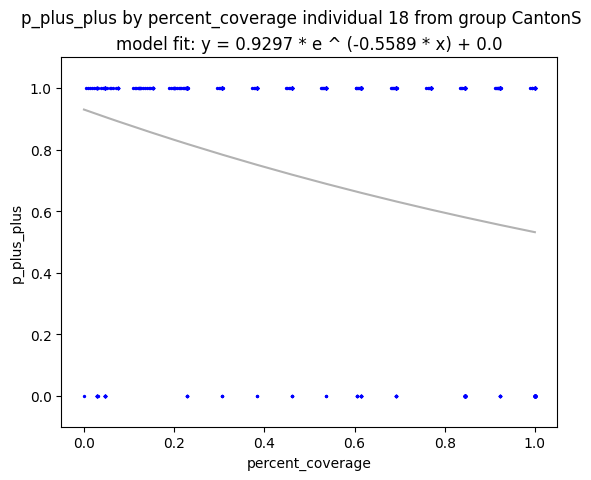 p_plus_plus by percent_coverage individual 18 from group CantonS
model fit: y = 0.9297 * e ^ (-0.5589 * x) + 0.0
1.0
0.8
0.6
0.4
0.2
0.0
p_plus_plus
0.0 0.2 0.4 0.6 0.8 1.0
percent_coverage